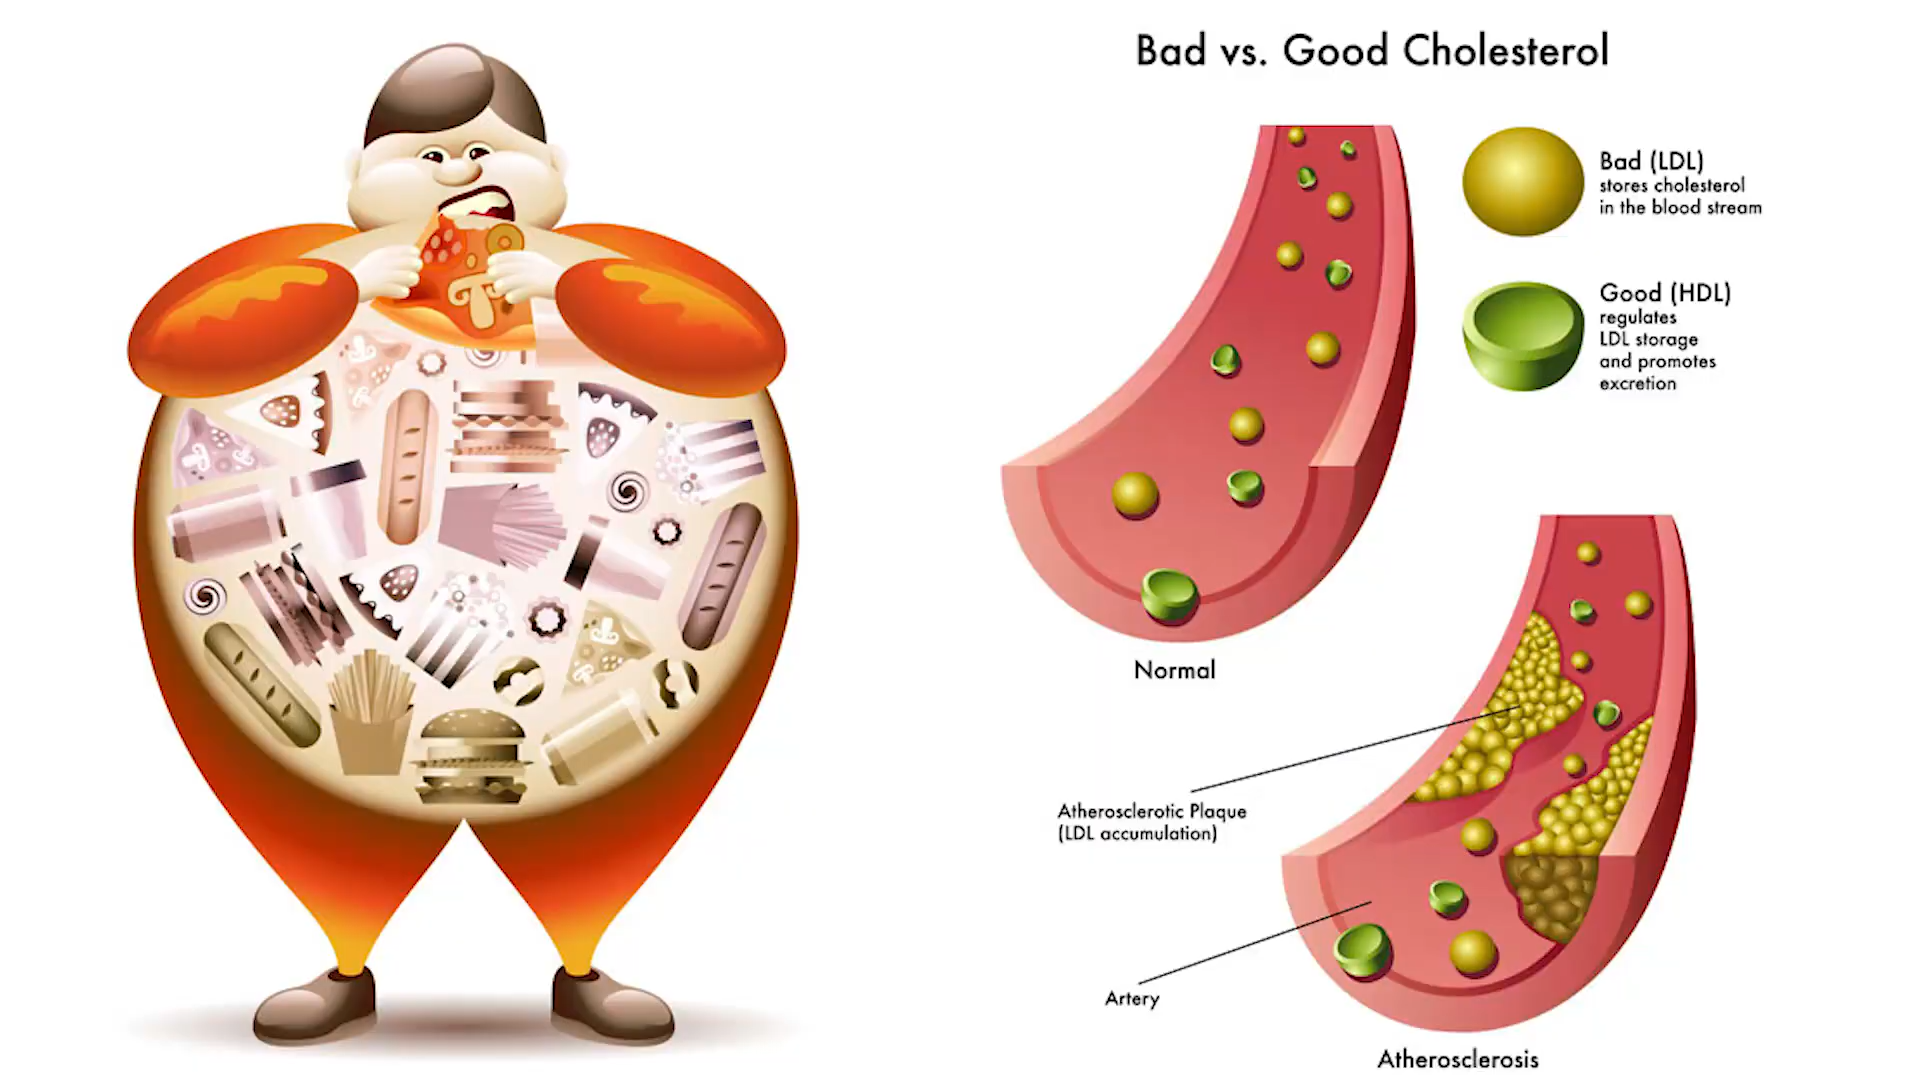 Bad vs. Good Cholesterol
Bad (LDL)
stores cholesterol
in the blood stream
Good (HDL)
regulates
LDL storage
and promotes
excretion
Normal
Atherosclerotic Plaque
(LDL accumulation)
Artery
Atherosclerosis